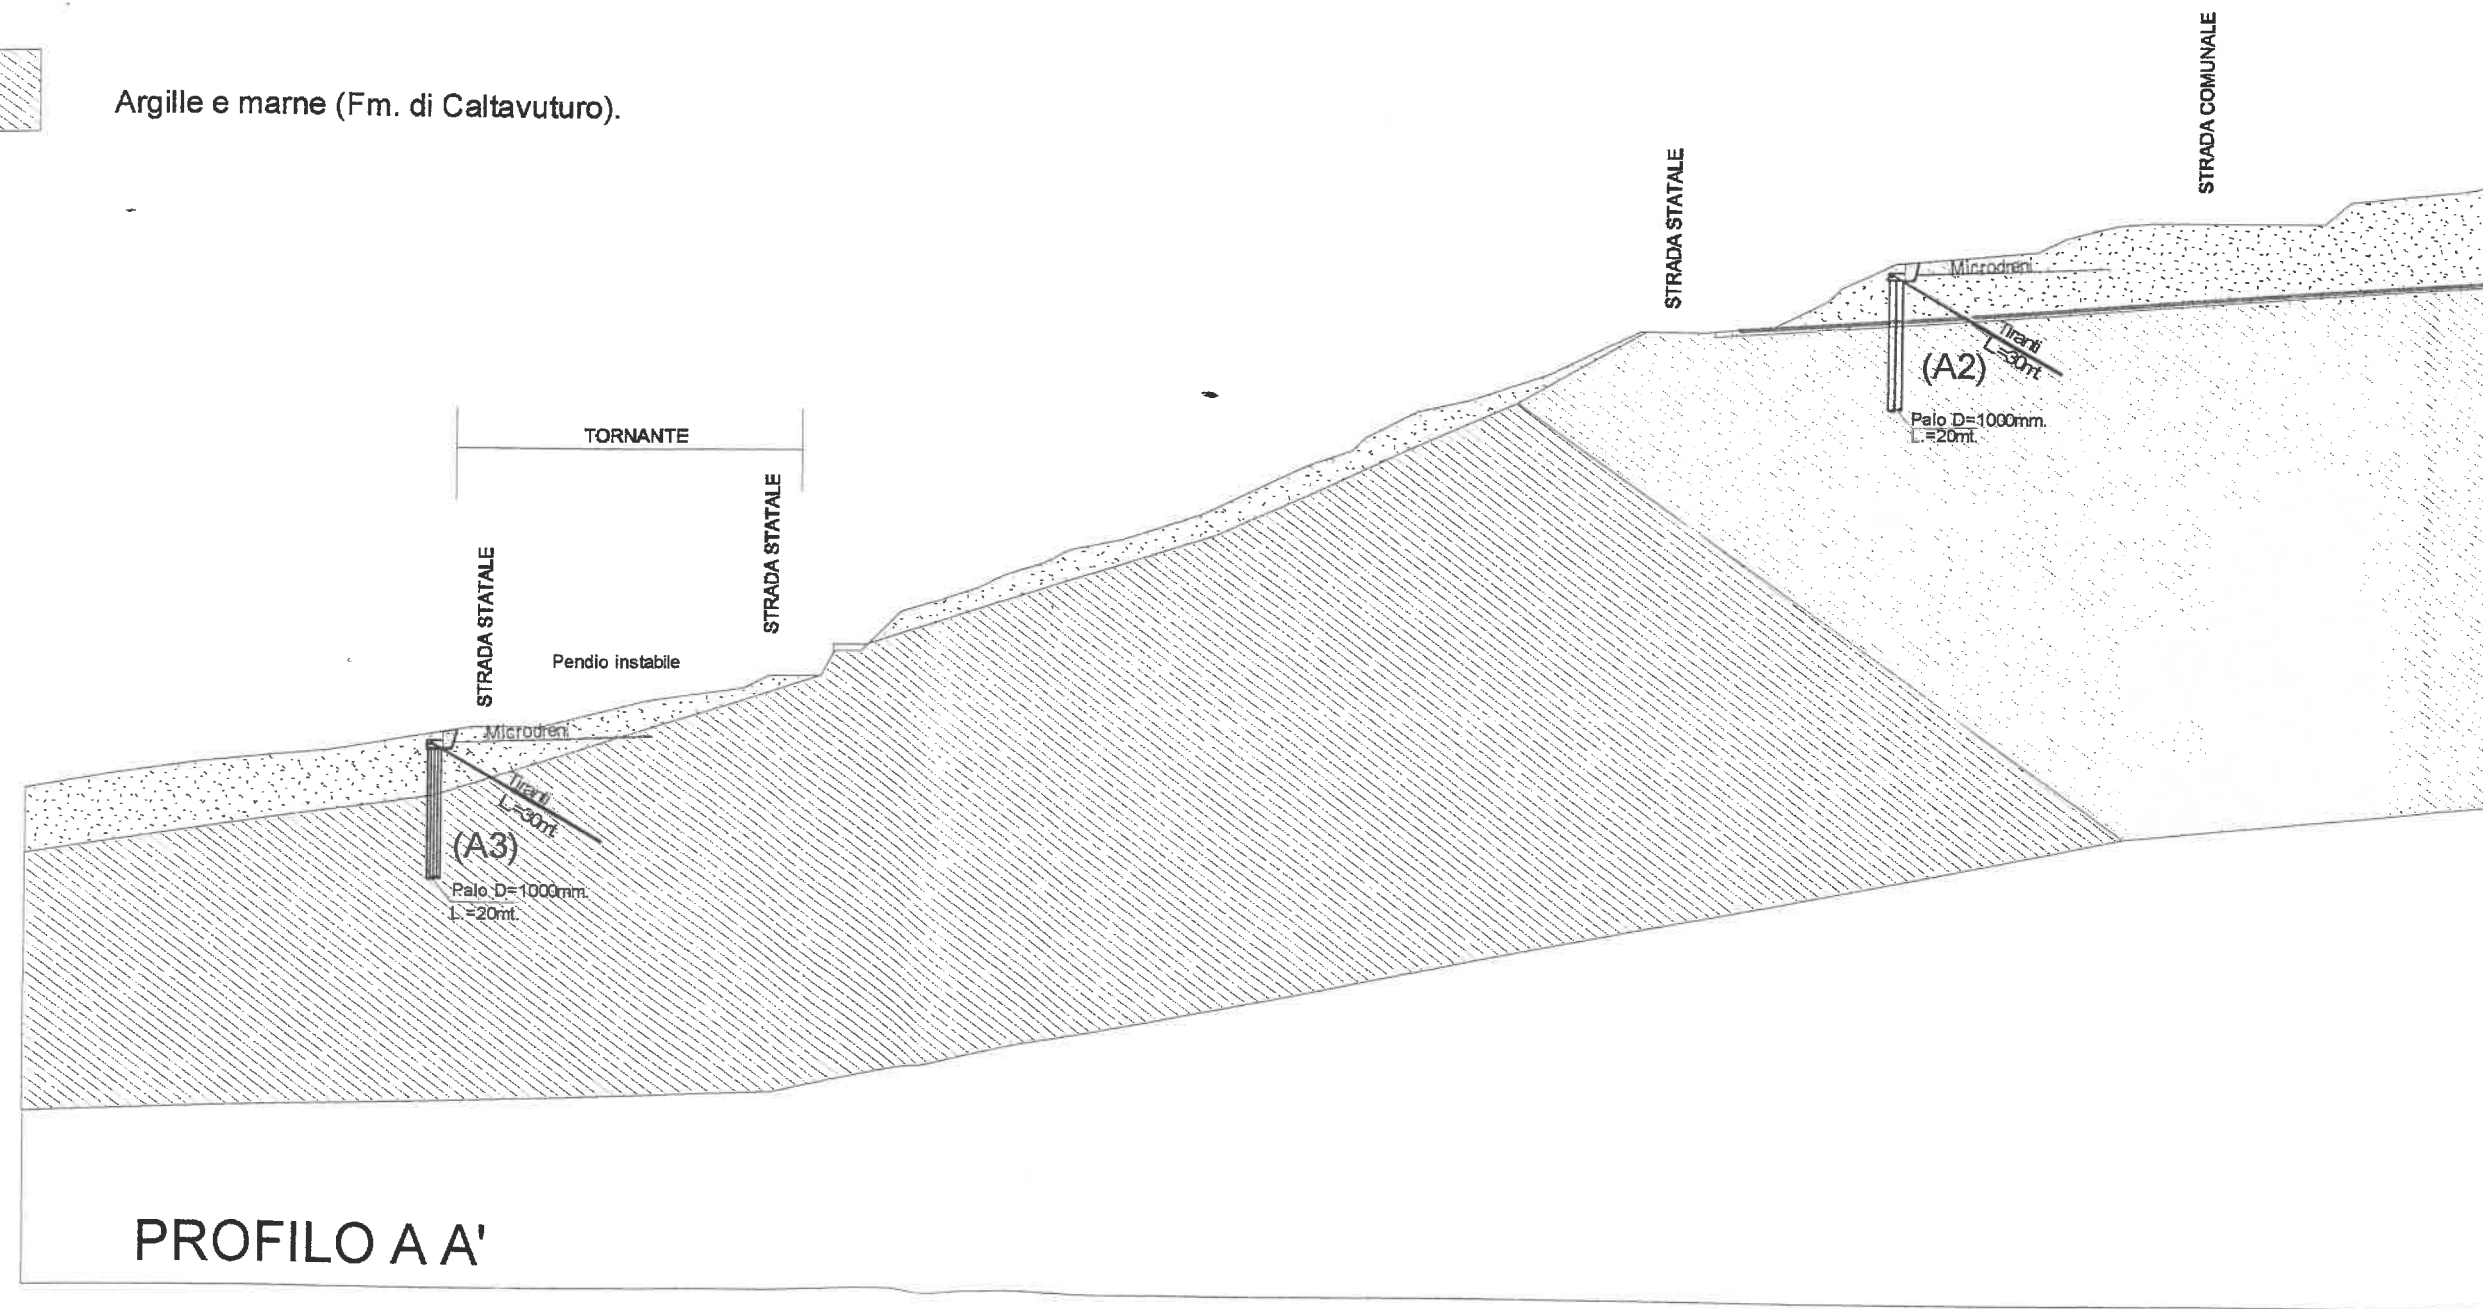 Argille e marne (Fm. di Caltavuturo).
STRADA COMUNALE
STRADA STATALE
Microdreni
Tiranti
L.=30mt.
(A2)
Palo D=1000mm.
L.=20mt.
TORNANTE
STRADA STATALE
STRADA STATALE
Pendio instabile
Microdreni
Tiranti
L.=30mt.
(A3)
Palo D=1000mm.
L.=20mt.
PROFILO A A'